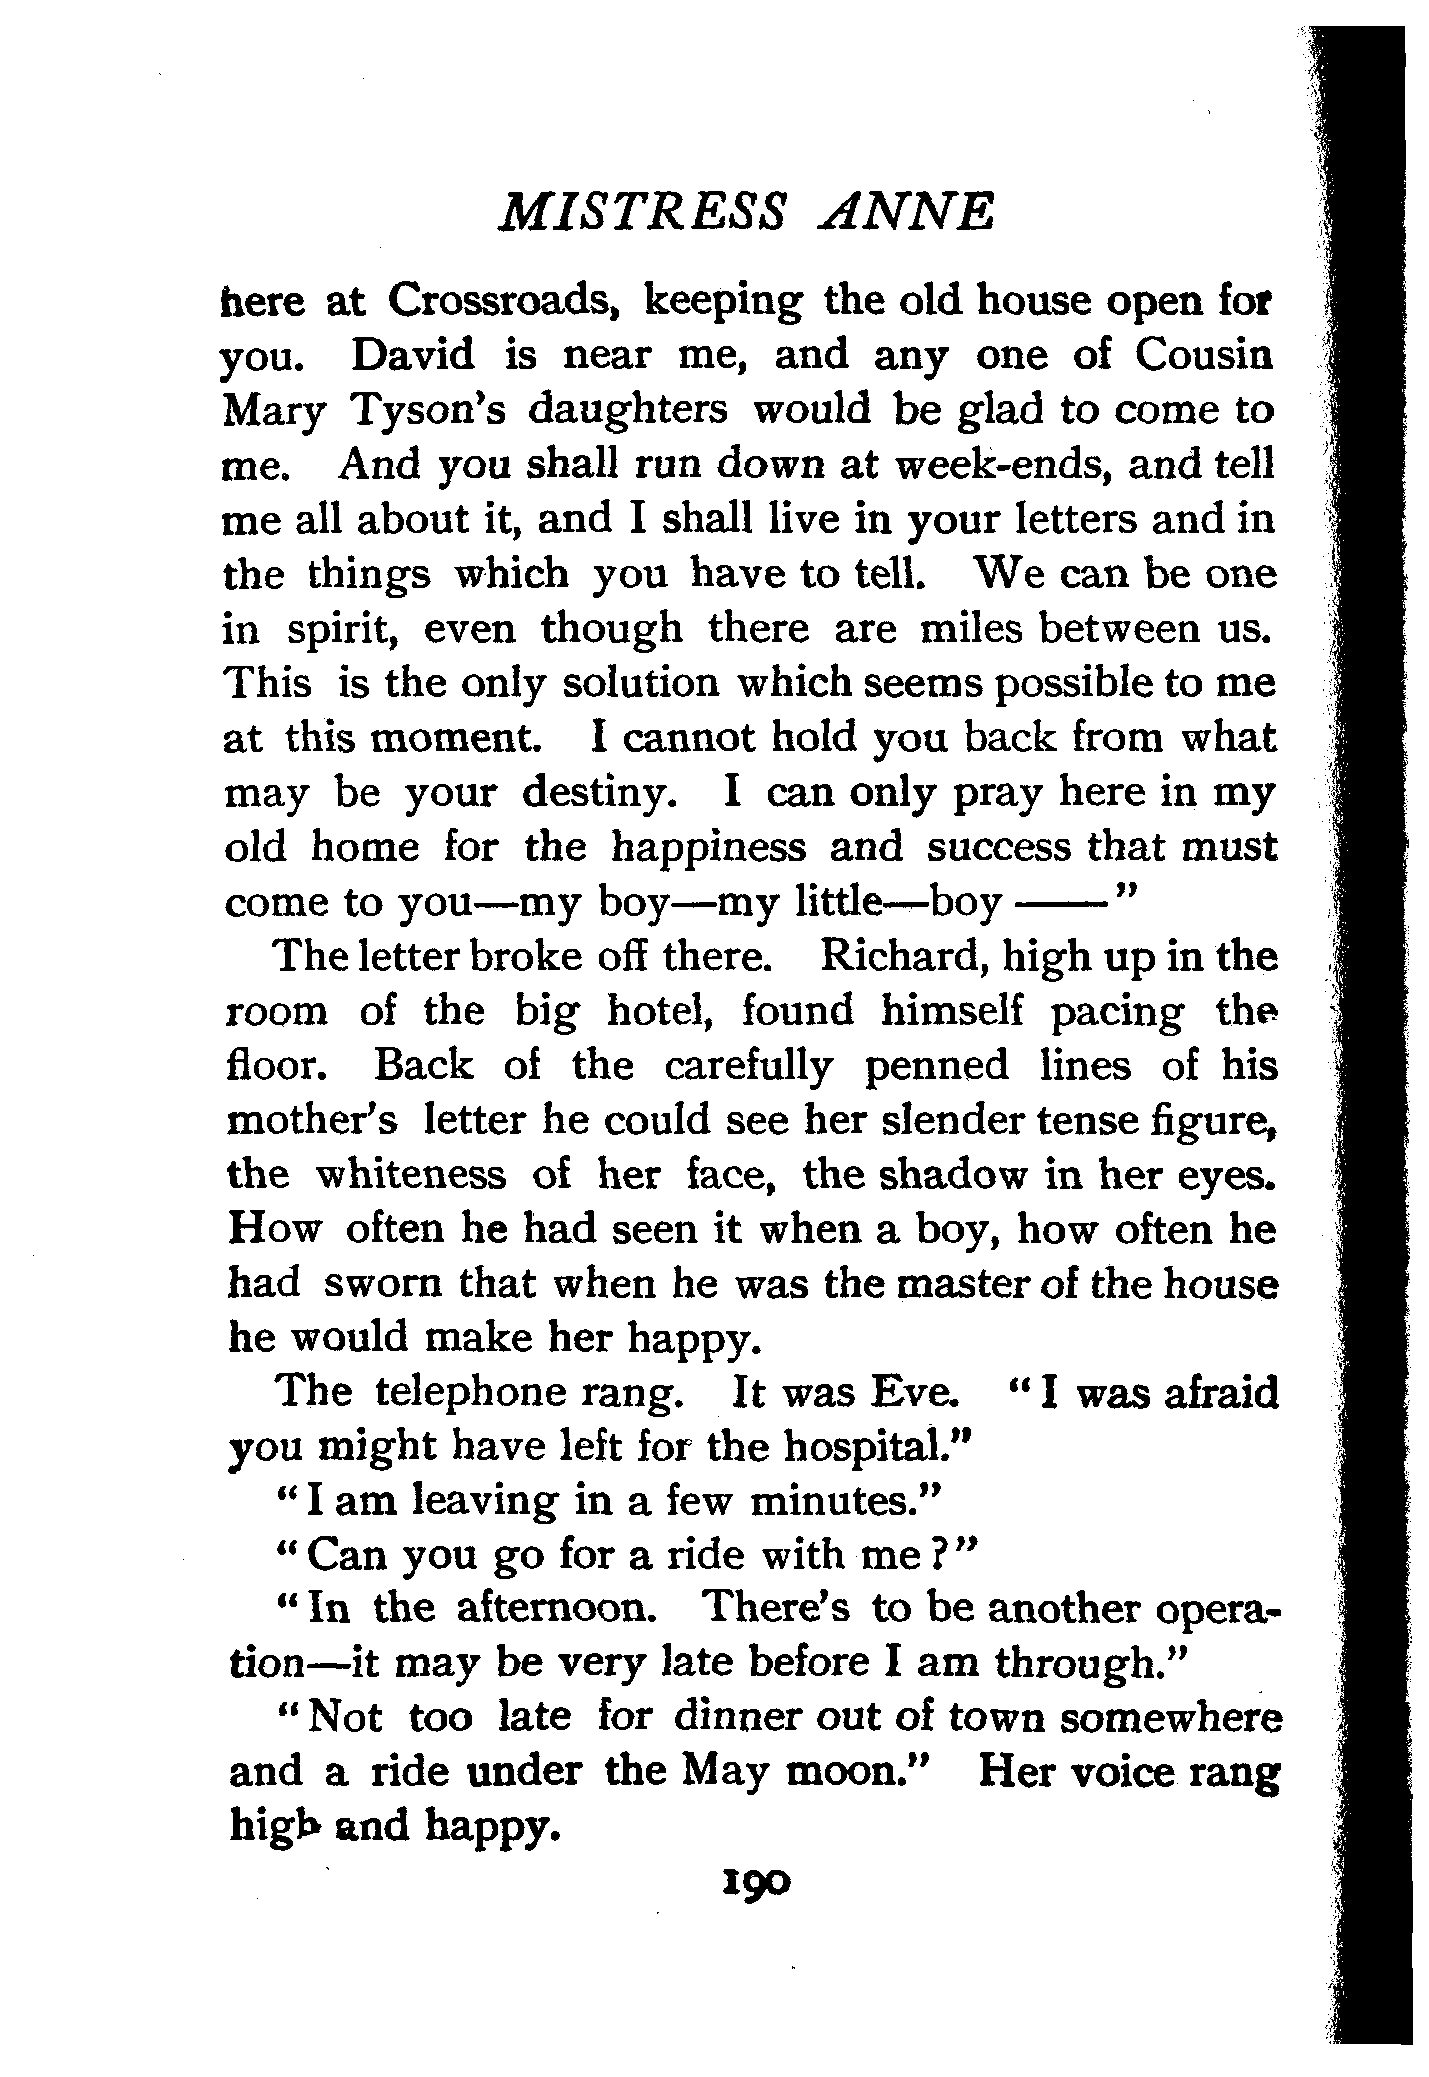 MISTRESS ANNE
here at Crossroads, keeping the old house open for
you. David is near me, and any one of Cousin
Mary Tyson's daughters would be glad to come to
me. And you shall run down at week-ends, and tell
me all about it, and I shall live in your letters and in
the things which you have to tell. We can be one
in spirit, even though there are miles between us.
This is the only solution which seems possible to me
at this moment. I cannot hold you back from what
may be your destiny. I can only pray here in my
old home for the happiness and success that must
come to you—my boy—my little—boy ——"
The letter broke off there. Richard, high up in the
room of the big hotel, found himself pacing the
floor. Back of the carefully penned lines of his
mother's letter he could see her slender tense figure,
the whiteness of her face, the shadow in her eyes.
How often he had seen it when a boy, how often he
had sworn that when he was the master of the house
he would make her happy.
The telephone rang. It was Eve. "I was afraid
you might have left for the hospital."
"I am leaving in a few minutes."
"Can you go for a ride with me?"
"In the afternoon. There's to be another opera-
tion—it may be very late before I am through."
"Not too late for dinner out of town somewhere
and a ride under the May moon." Her voice rang
high and happy.
190